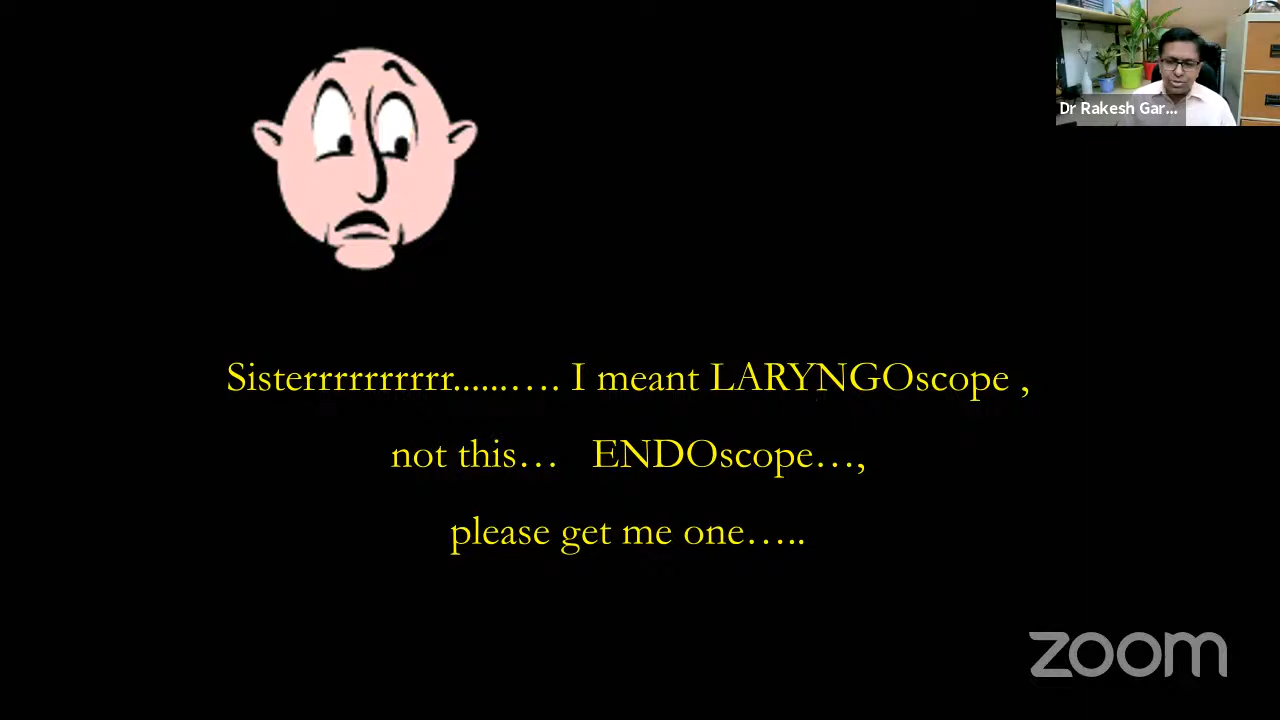 Dr Rakesh Gar...
Sisterrrrrrrrrr......…. I meant LARYNGOscope ,
not this… ENDOscope…,
please get me one…..
zoom